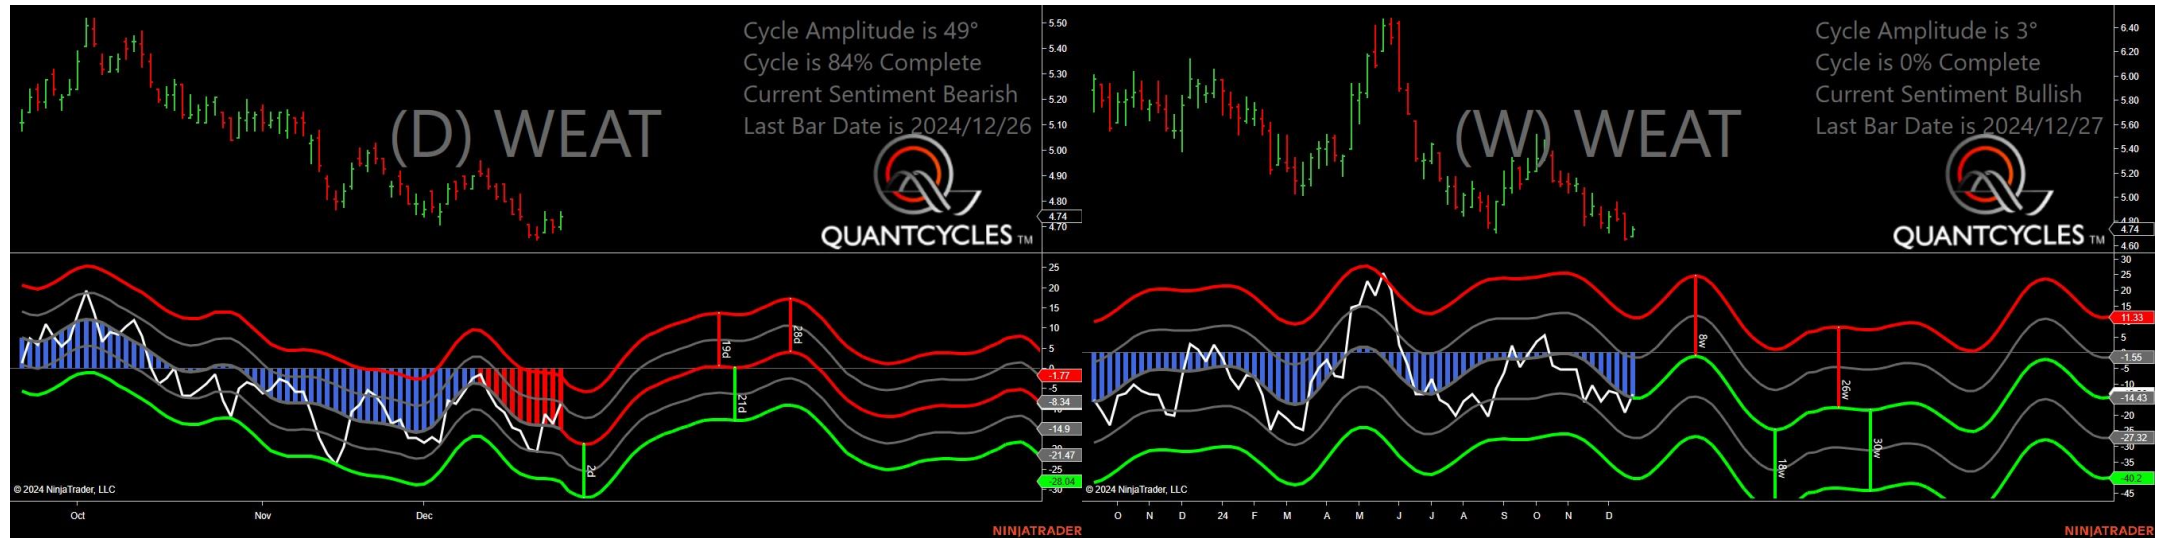 Cycle Amplitude is 49°
Cycle is 84% Complete
Current Sentiment Bearish
Last Bar Date is 2024/12/26
(D) WEAT
QUANTCYCLES TM
5.50
5.40
5.30
5.20
5.10
5.00
4.90
4.80
4.74
4.70
25
20
15
10
5
0
-1.77
-5
-8.34
-14.9
-21.47
-25
-28.04
-30
19d
28d
21d
2d
© 2024 NinjaTrader, LLC
Oct Nov Dec
NINJATRADER
Cycle Amplitude is 3°
Cycle is 0% Complete
Current Sentiment Bullish
Last Bar Date is 2024/12/27
(W) WEAT
QUANTCYCLES TM
6.40
6.20
6.00
5.80
5.60
5.40
5.20
5.00
4.80
4.74
4.60
30
25
20
15
11.33
5
-1.55
-5
-10
-14.43
-20
-27.32
-30
-35
-40.2
-45
8w
26w
18w
30w
© 2024 NinjaTrader, LLC
O N D 24 F M A M J J A S O N D
NINJATRADER